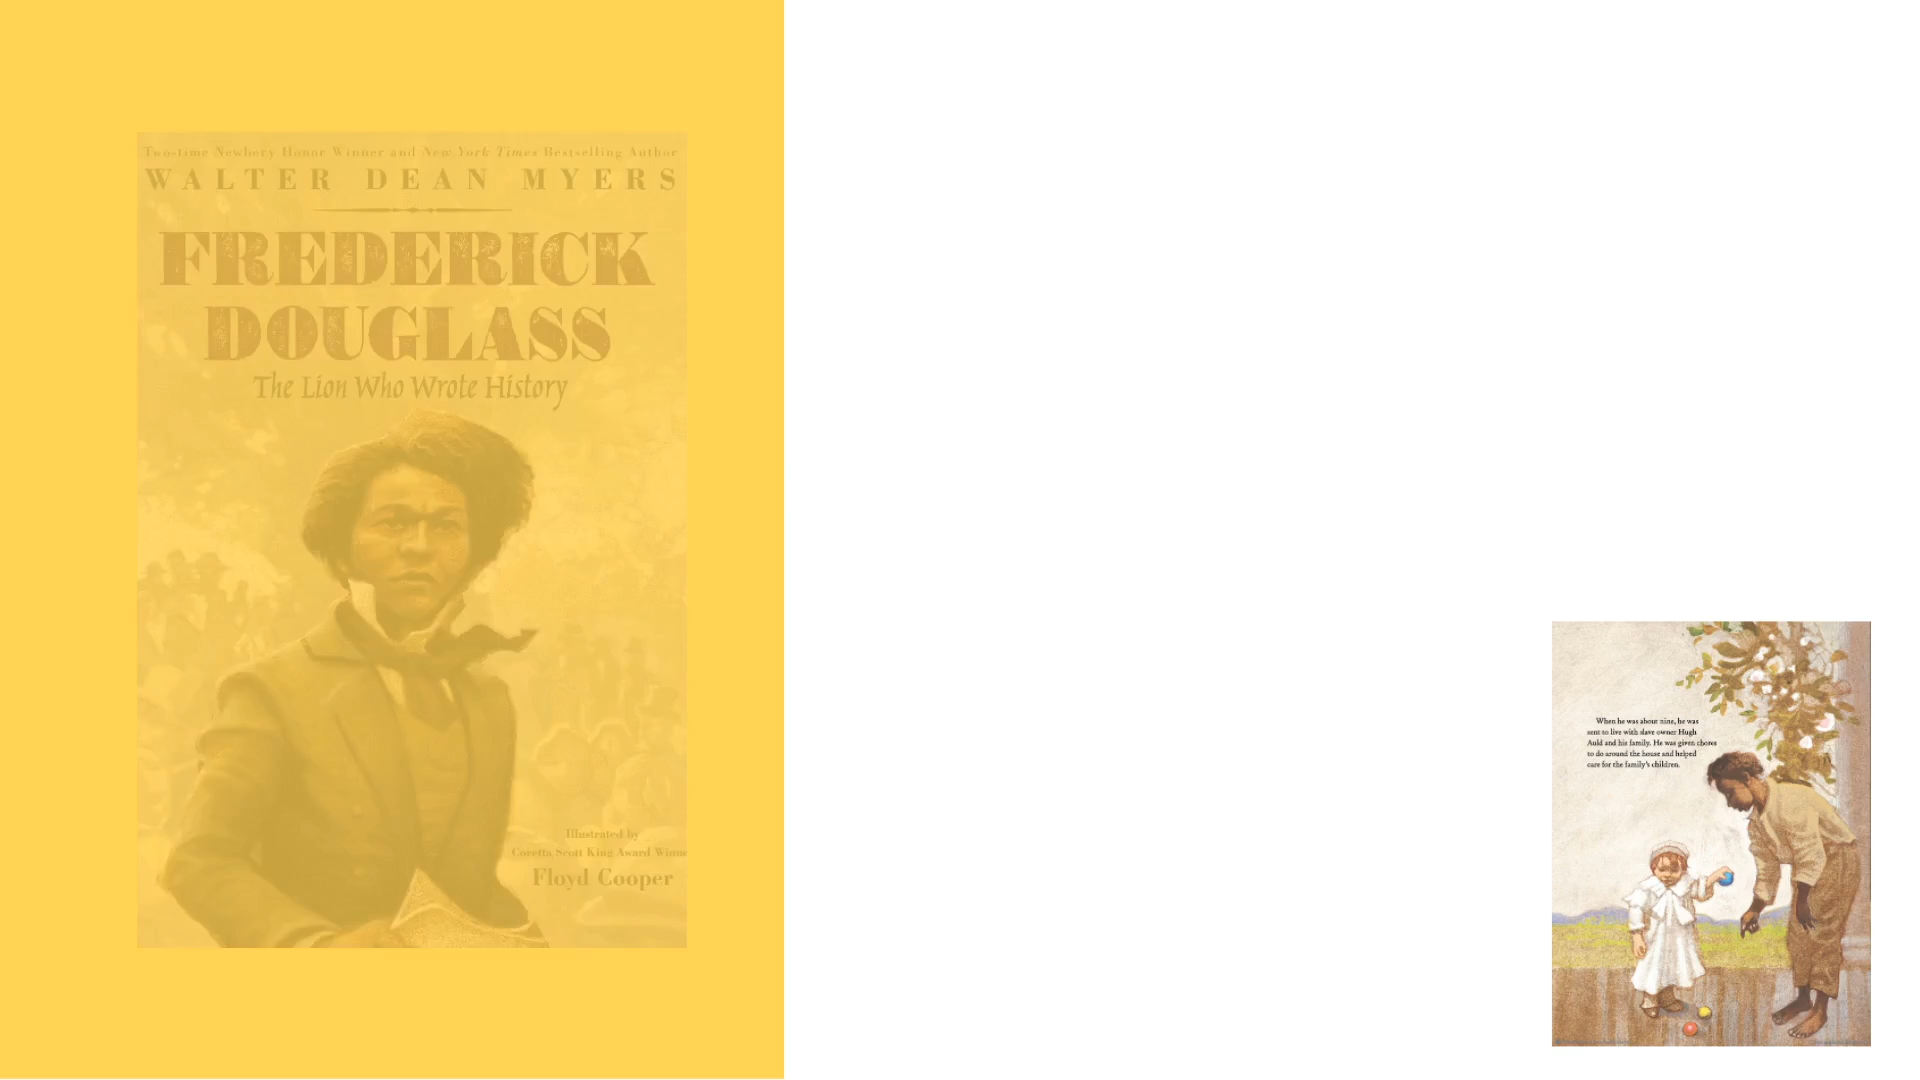 Two-time Newbery Honor Winner and New York Times Bestselling Author
WALTER DEAN MYERS
FREDERICK
DOUGLASS
The Lion Who Wrote History
Illustrated by
Coretta Scott King Award Winne
Floyd Cooper
When he was about nine, he was
sent to live with slave owner Hugh
Auld and his family. He was given chores
to do around the house and helped
care for the family's children.